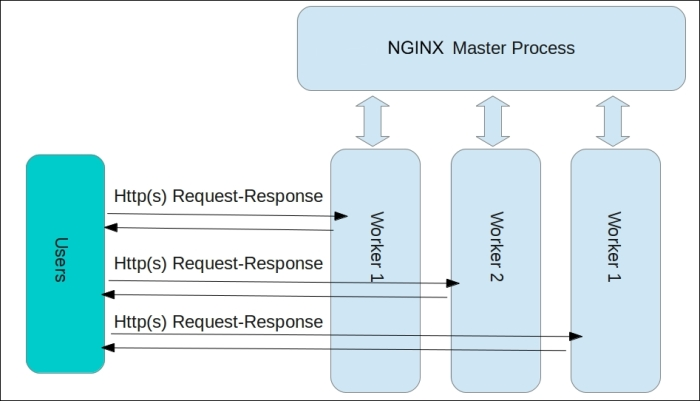 NGINX Master Process
Users
Http(s) Request-Response
Http(s) Request-Response
Http(s) Request-Response
Worker 1
Worker 2
Worker 1